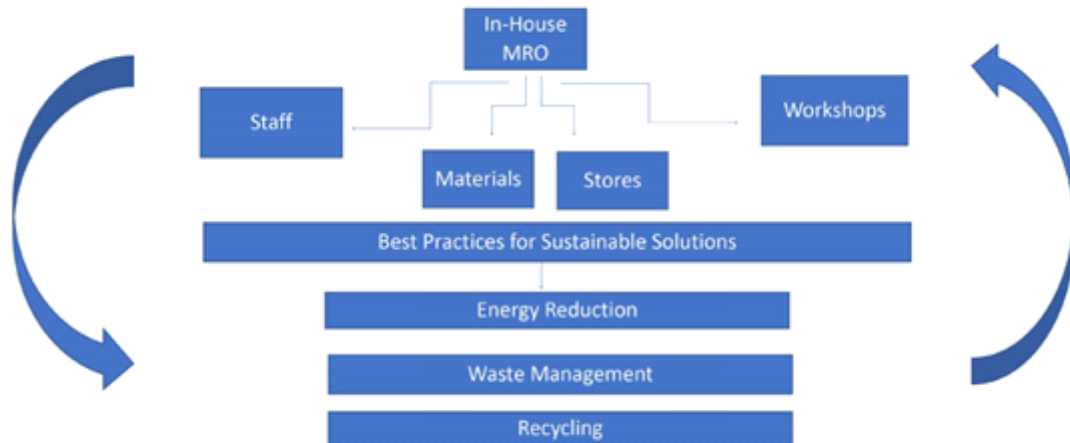 In-House
MRO
Staff
Workshops
Materials
Stores
Best Practices for Sustainable Solutions
Energy Reduction
Waste Management
Recycling